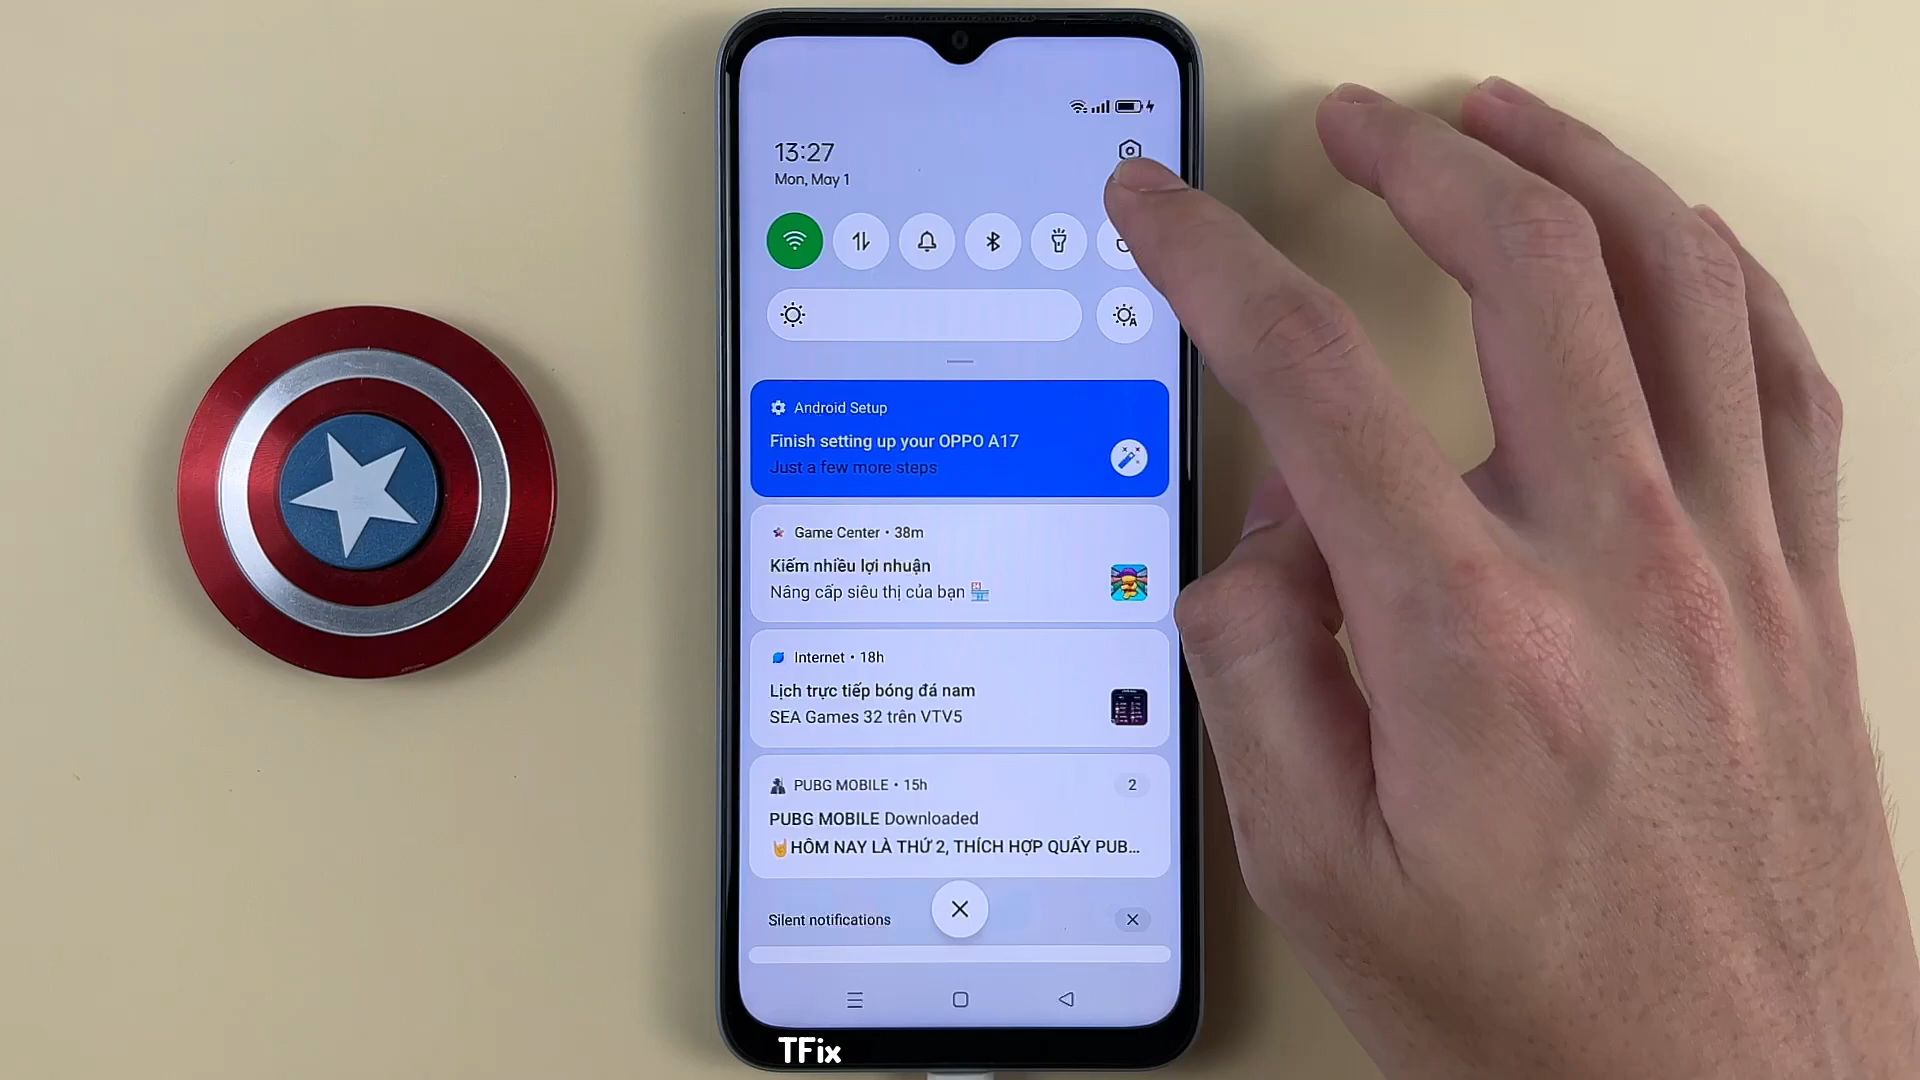 13:27
Mon, May 1
Android Setup
Finish setting up your OPPO A17
Just a few more steps
Game Center • 38m
Kiếm nhiều lợi nhuận
Nâng cấp siêu thị của bạn 🏪
Internet • 18h
Lịch trực tiếp bóng đá nam
SEA Games 32 trên VTV5
PUBG MOBILE • 15h
2
PUBG MOBILE Downloaded
🤘HÔM NAY LÀ THỨ 2, THÍCH HỢP QUẨY PUB...
Silent notifications
TFix